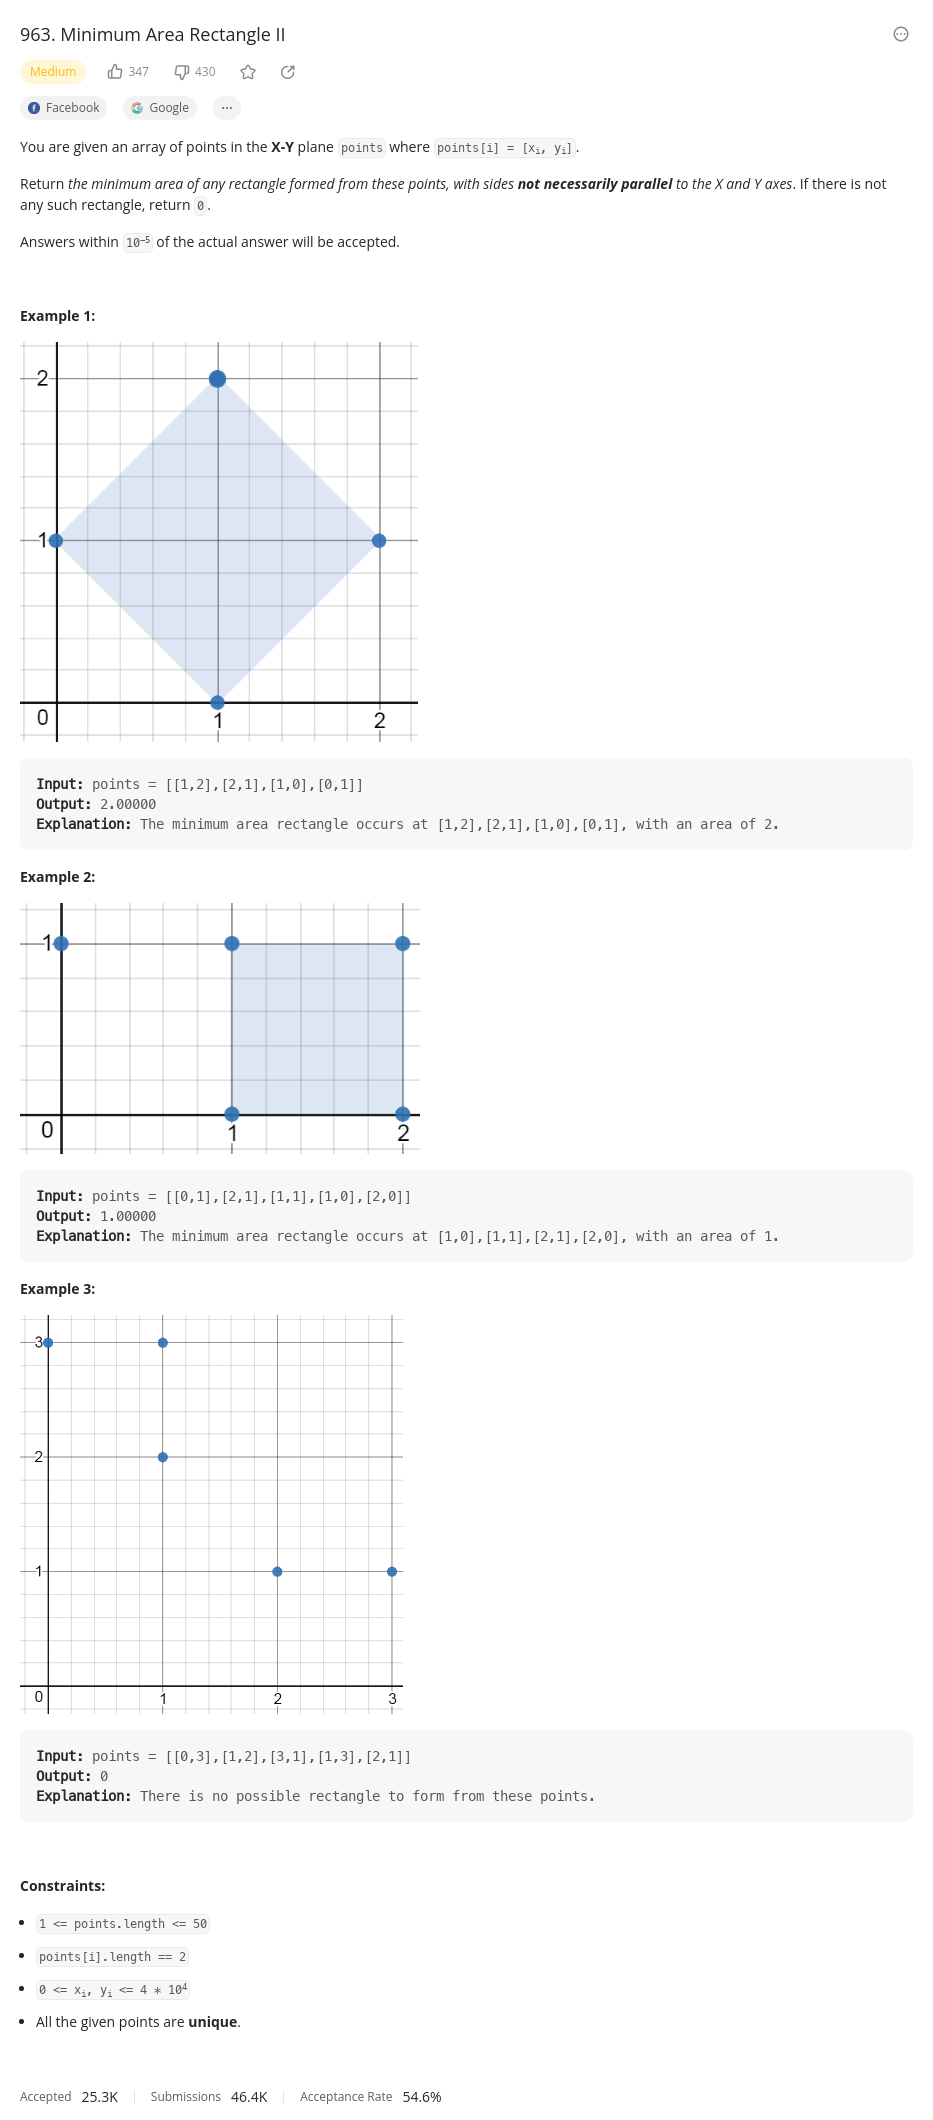 963. Minimum Area Rectangle II
Medium 347 430
Facebook Google ...
You are given an array of points in the X-Y plane points where points[i] = [xᵢ, yᵢ].
Return the minimum area of any rectangle formed from these points, with sides not necessarily parallel to the X and Y axes. If there is not
any such rectangle, return 0.
Answers within 10⁻⁵ of the actual answer will be accepted.
Example 1:
2
1
0 1 2
Input: points = [[1,2],[2,1],[1,0],[0,1]]
Output: 2.00000
Explanation: The minimum area rectangle occurs at [1,2],[2,1],[1,0],[0,1], with an area of 2.
Example 2:
1
0 1 2
Input: points = [[0,1],[2,1],[1,1],[1,0],[2,0]]
Output: 1.00000
Explanation: The minimum area rectangle occurs at [1,0],[1,1],[2,1],[2,0], with an area of 1.
Example 3:
3
2
1
0 1 2 3
Input: points = [[0,3],[1,2],[3,1],[1,3],[2,1]]
Output: 0
Explanation: There is no possible rectangle to form from these points.
Constraints:
• 1 <= points.length <= 50
• points[i].length == 2
• 0 <= xᵢ, yᵢ <= 4 * 10⁴
• All the given points are unique.
Accepted 25.3K Submissions 46.4K Acceptance Rate 54.6%